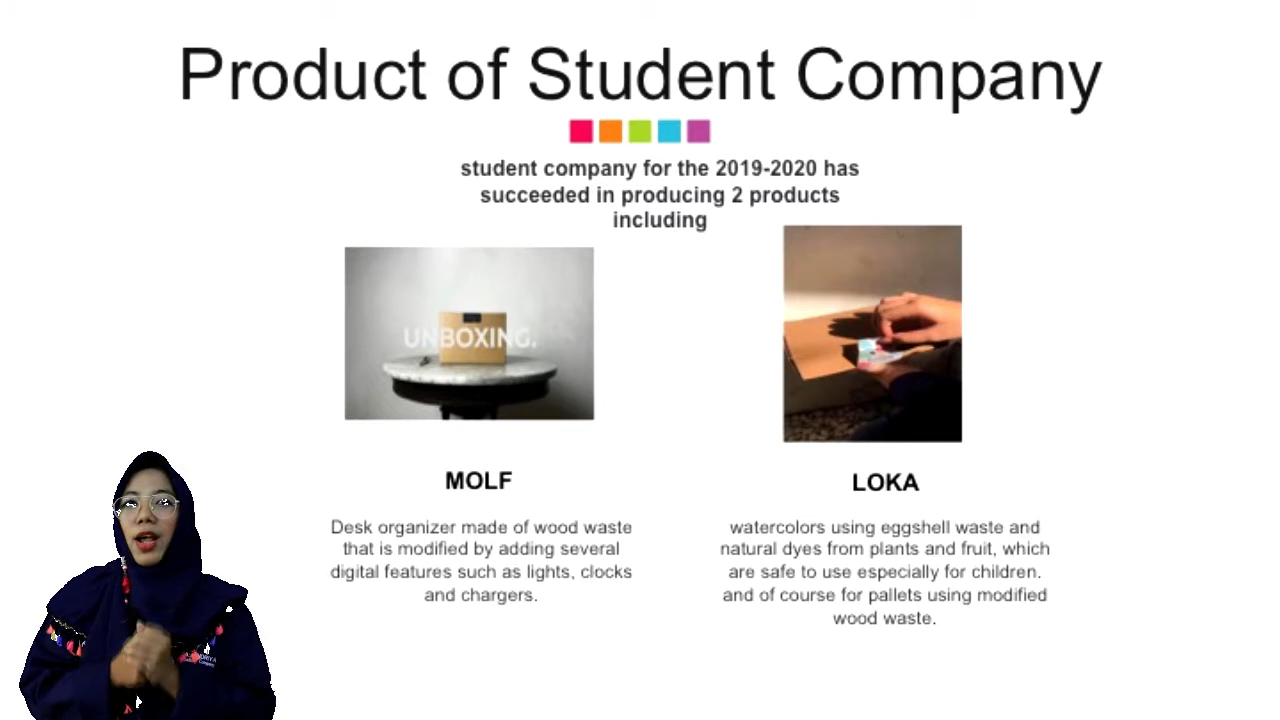 Product of Student Company
student company for the 2019-2020 has
succeeded in producing 2 products
including
UNBOXING.
MOLF
Desk organizer made of wood waste
that is modified by adding several
digital features such as lights, clocks
and chargers.
LOKA
watercolors using eggshell waste and
natural dyes from plants and fruit, which
are safe to use especially for children.
and of course for pallets using modified
wood waste.